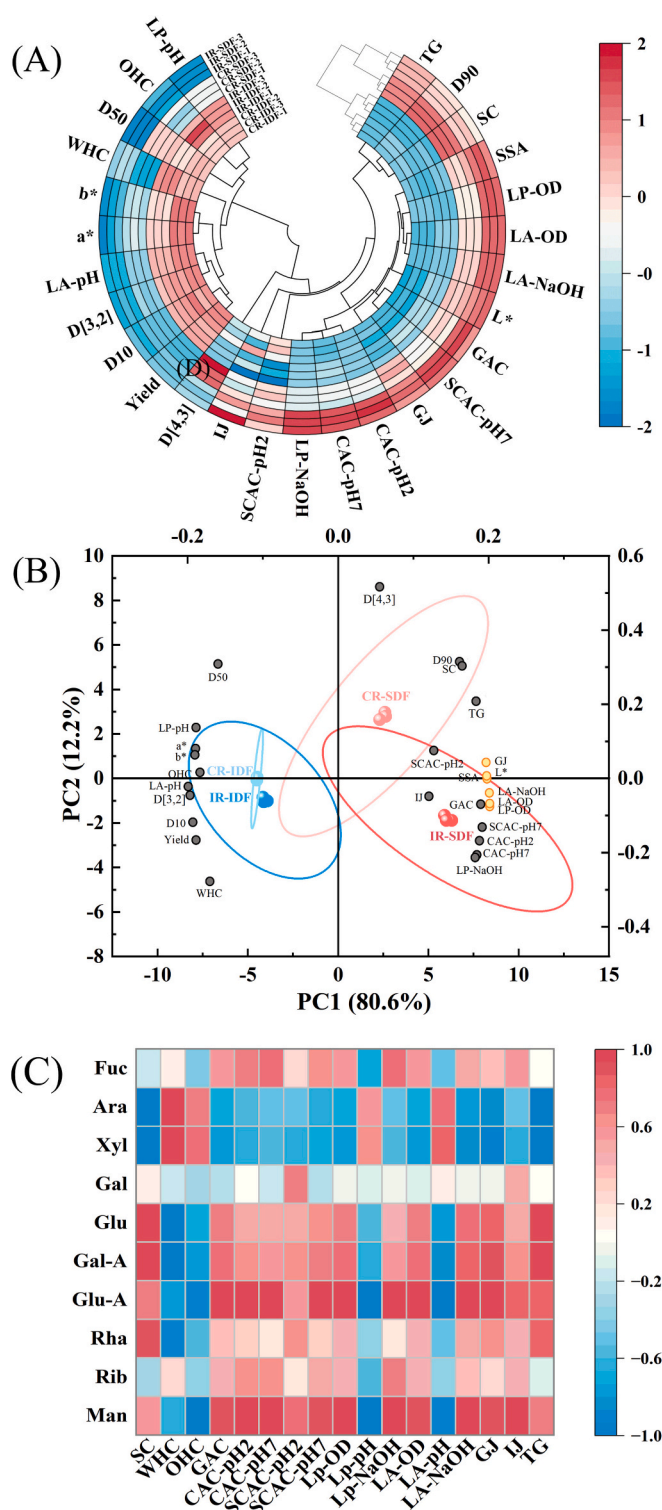 (A)
LP-pH
OHC
D50
WHC
b*
a*
LA-pH
D[3,2]
D10
Yield
D[4,3]
(D)
IJ
SCAC-pH2
LP-NaOH
CAC-pH7
CAC-pH2
GJ
SCAC-pH7
GAC
L*
LA-NaOH
LA-OD
LP-OD
SSA
SC
D90
TG
2
1
-0
-1
-2
(B)
-0.2
0.0
0.2
10
8
6
4
2
0
-2
-4
-6
-8
PC2 (12.2%)
0.6
0.4
0.2
0.0
-0.2
-0.4
D[4,3]
D50
D90
SC
TG
CR-SDF
LP-pH
a*
b*
OHC
CR-IDF
LA-pH
D[3,2]
IR-IDF
D10
Yield
WHC
SCAC-pH2
GJ
L*
SSA
LA-NaOH
LA-OD
LP-OD
IJ
GAC
IR-SDF
SCAC-pH7
CAC-pH2
CAC-pH7
LP-NaOH
-10
-5
0
5
10
15
PC1 (80.6%)
(C)
Fuc
Ara
Xyl
Gal
Glu
Gal-A
Glu-A
Rha
Rib
Man
SC
WHC
OHC
GAC
CAC-pH2
CAC-pH7
SCAC-pH2
SCAC-pH7
Lp-OD
Lp-pH
Lp-NaOH
LA-OD
LA-pH
LA-NaOH
GJ
IJ
TG
1.0
0.6
0.2
-0.2
-0.6
-1.0